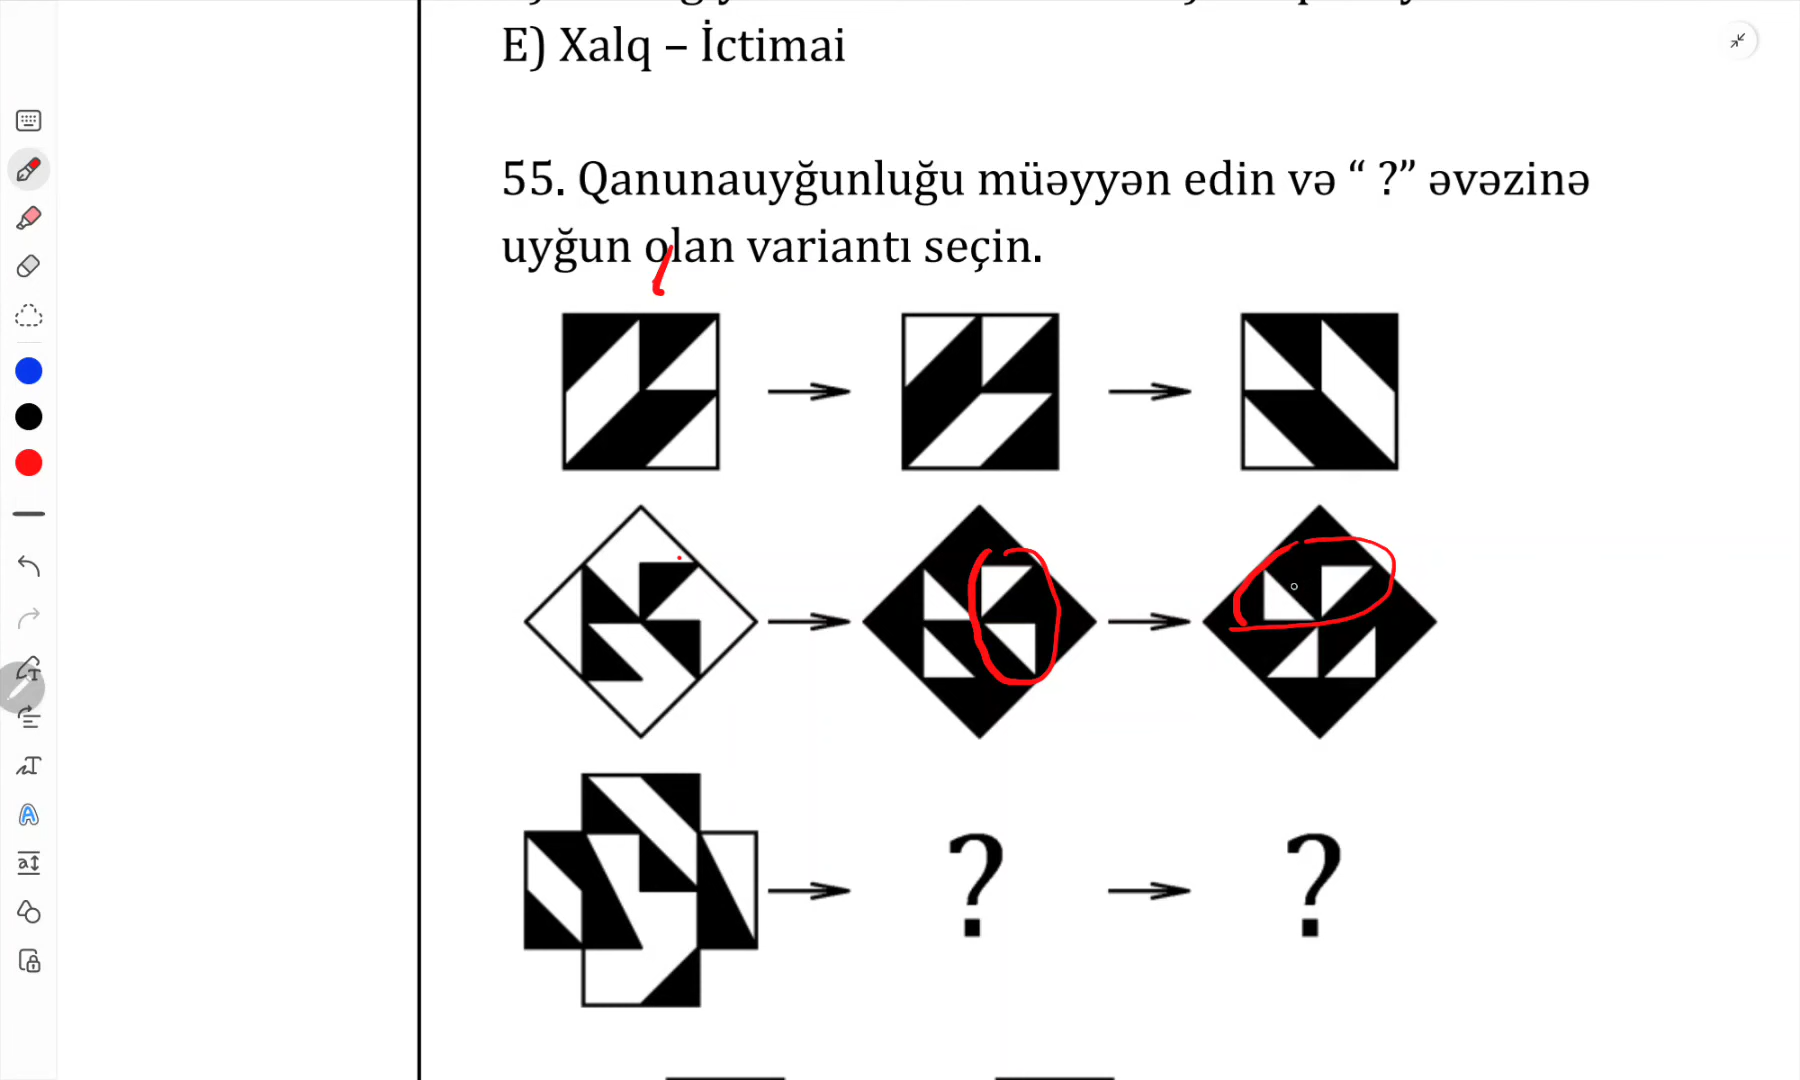 E) Xalq – İctimai
55. Qanunauyğunluğu müəyyən edin və “ ?” əvəzinə
uyğun olan variantı seçin.
? ?